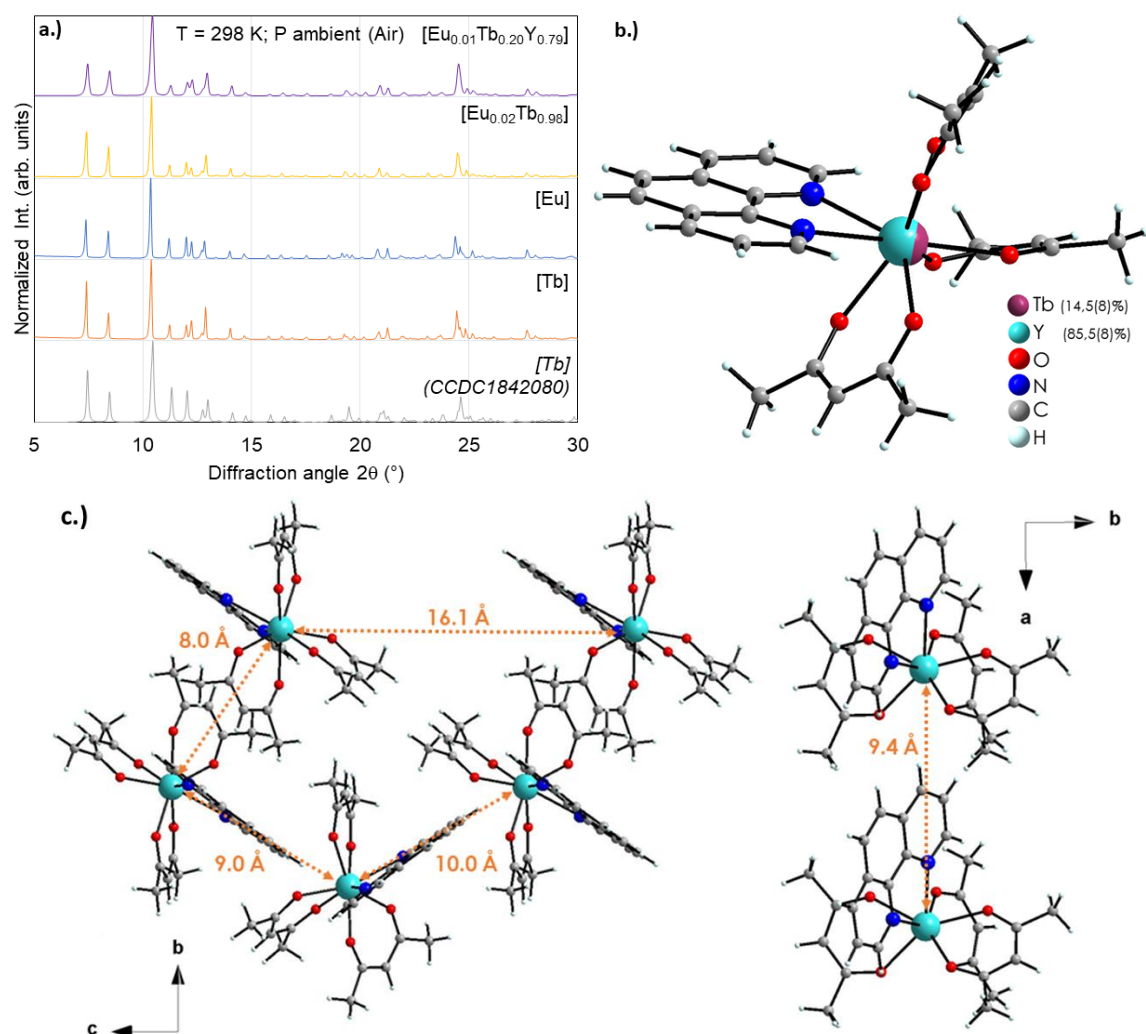 a.)
T = 298 K; P ambient (Air) [Eu0.01Tb0.20Y0.79]
[Eu0.02Tb0.98]
[Eu]
[Tb]
[Tb]
(CCDC1842080)
Normalized Int. (arb. units)
5 10 15 20 25 30
Diffraction angle 2θ (°)
b.)
Tb (14,5(8)%)
Y (85,5(8)%)
O
N
C
H
c.)
16.1 Å
8.0 Å
9.0 Å
10.0 Å
b
c
b
a
9.4 Å